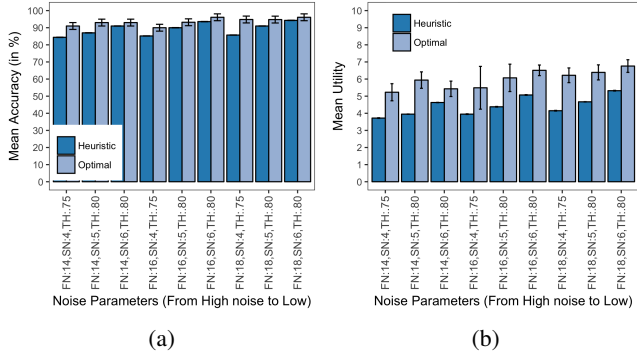 Mean Accuracy (in %)
100
90
80
70
60
50
40
30
20
10
0
Heuristic
Optimal
FN:14,SN:4,TH:.75
FN:14,SN:5,TH:.80
FN:14,SN:6,TH:.80
FN:16,SN:4,TH:.75
FN:16,SN:5,TH:.80
FN:16,SN:6,TH:.80
FN:18,SN:4,TH:.75
FN:18,SN:5,TH:.80
FN:18,SN:6,TH:.80
Noise Parameters (From High noise to Low)
(a)
Mean Utility
10
9
8
7
6
5
4
3
2
1
0
Heuristic
Optimal
FN:14,SN:4,TH:.75
FN:14,SN:5,TH:.80
FN:14,SN:6,TH:.80
FN:16,SN:4,TH:.75
FN:16,SN:5,TH:.80
FN:16,SN:6,TH:.80
FN:18,SN:4,TH:.75
FN:18,SN:5,TH:.80
FN:18,SN:6,TH:.80
Noise Parameters (From High noise to Low)
(b)